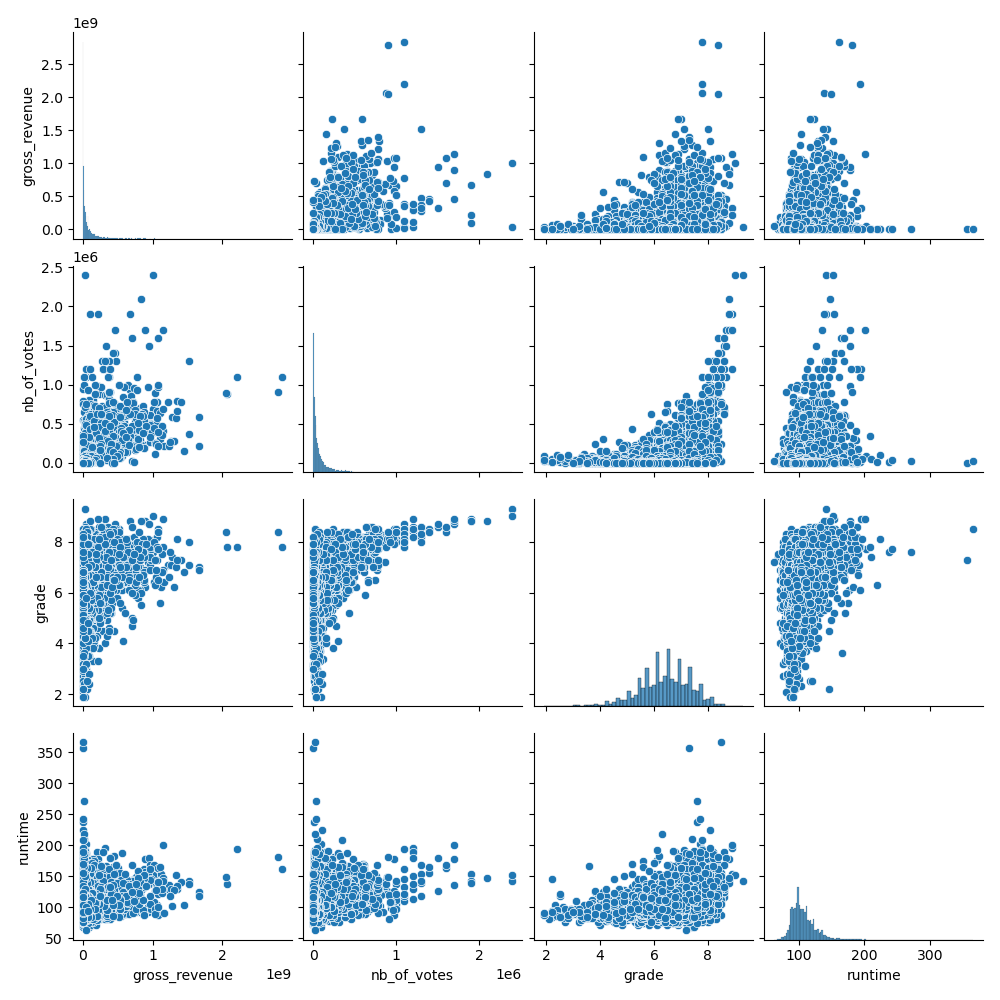 1e9
2.5
2.0
1.5
1.0
0.5
0.0
gross_revenue
1e6
2.5
2.0
1.5
1.0
0.5
0.0
nb_of_votes
8
6
4
2
grade
350
300
250
200
150
100
50
runtime
0 1 2 0 1 2 2 4 6 8 100 200 300
1e9 1e6
gross_revenue nb_of_votes grade runtime